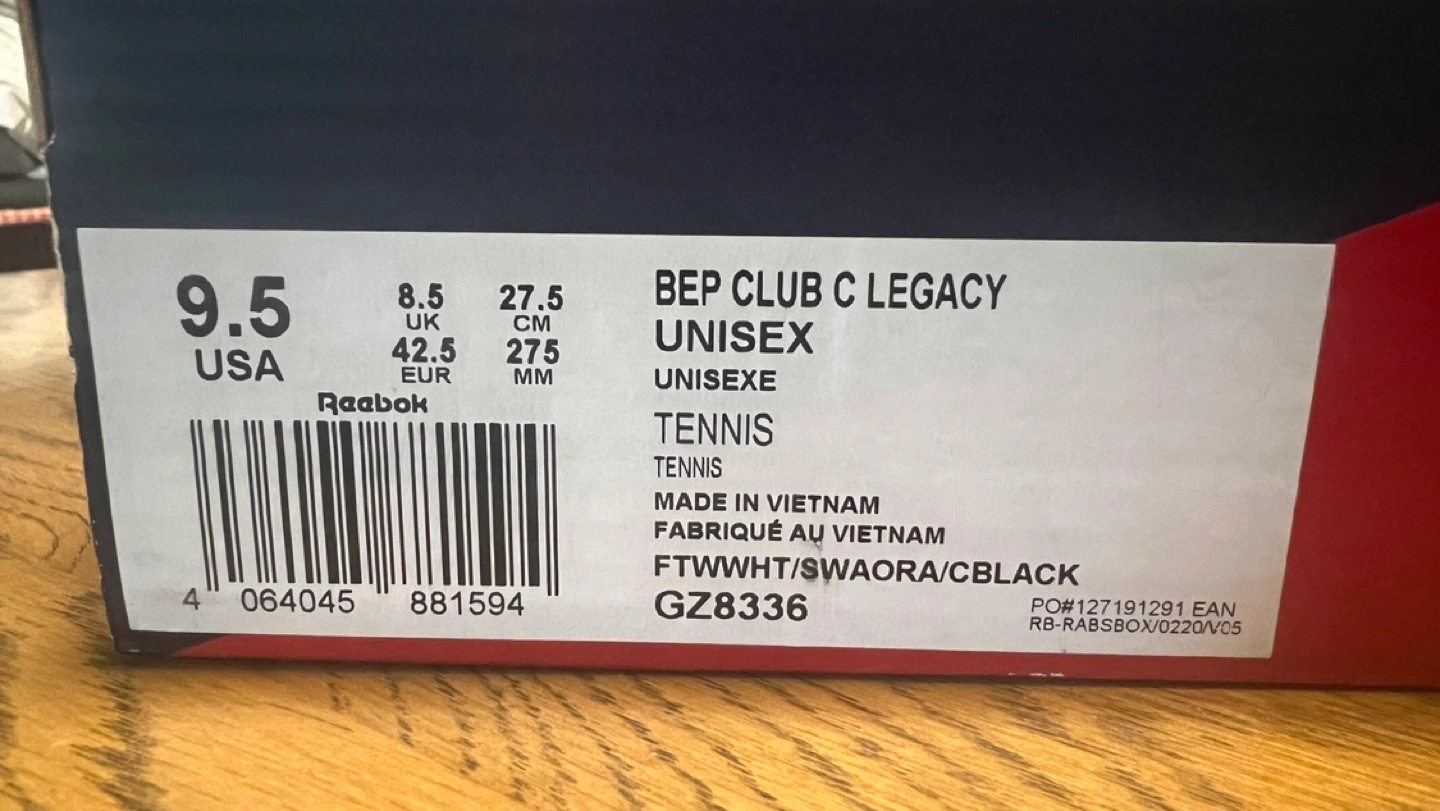 9.5
USA
8.5
UK
42.5
EUR
27.5
CM
275
MM
Reebok
4 064045 881594
BEP CLUB C LEGACY
UNISEX
UNISEXE
TENNIS
TENNIS
MADE IN VIETNAM
FABRIQUÉ AU VIETNAM
FTWWHT/SWAORA/CBLACK
GZ8336
PO#127191291 EAN
RB-RABSBOX/0220/V05